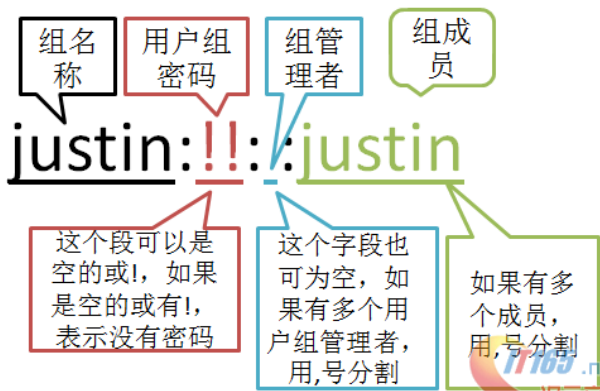 组名
称
用户组
密码
组管
理者
组成
员
justin:!!: :justin
这个段可以是
空的或!，如果
是空的或有!，
表示没有密码
这个字段也
可为空，如
果有多个用
户组管理者，
用,号分割
如果有多
个成员，
用,号分割
IT165.n